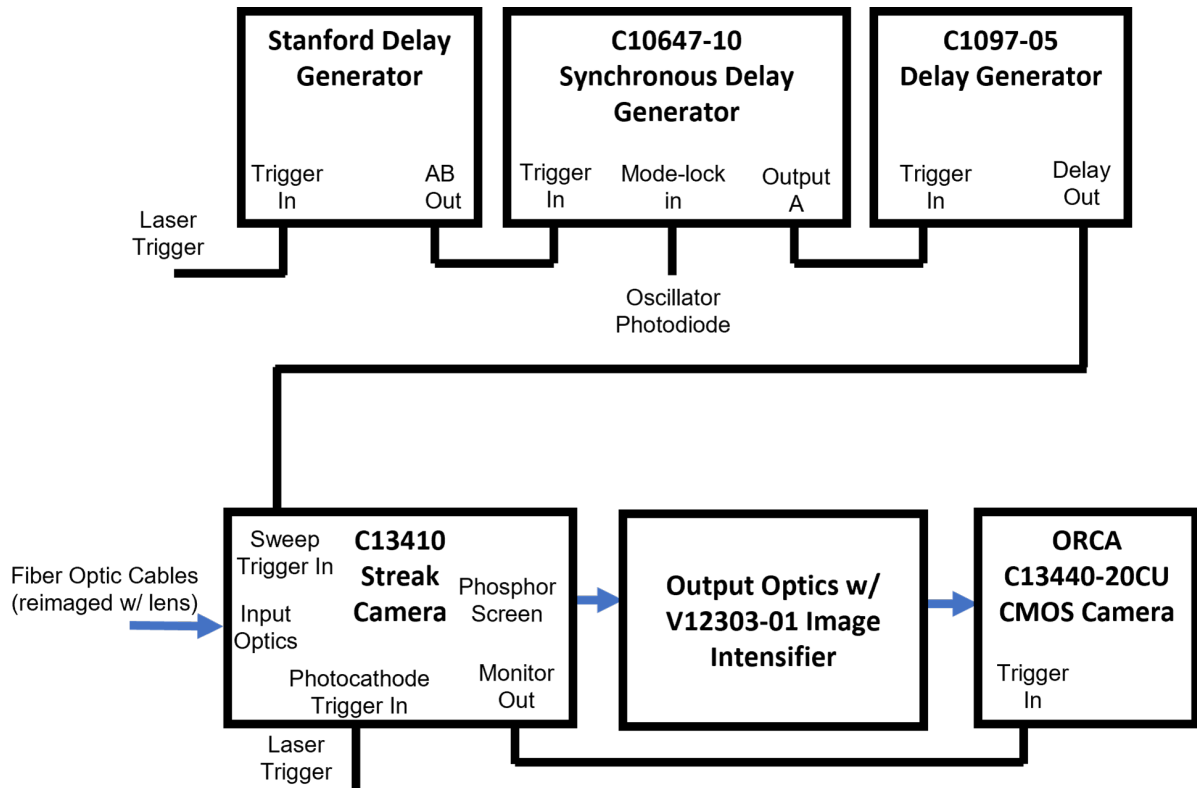 Stanford Delay
Generator
Trigger
In
AB
Out
Laser
Trigger
C10647-10
Synchronous Delay
Generator
Trigger
In
Mode-lock
in
Output
A
Oscillator
Photodiode
C1097-05
Delay Generator
Trigger
In
Delay
Out
Fiber Optic Cables
(reimaged w/ lens)
Sweep
Trigger In
C13410
Streak
Camera
Input
Optics
Phosphor
Screen
Photocathode
Trigger In
Monitor
Out
Laser
Trigger
Output Optics w/
V12303-01 Image
Intensifier
ORCA
C13440-20CU
CMOS Camera
Trigger
In